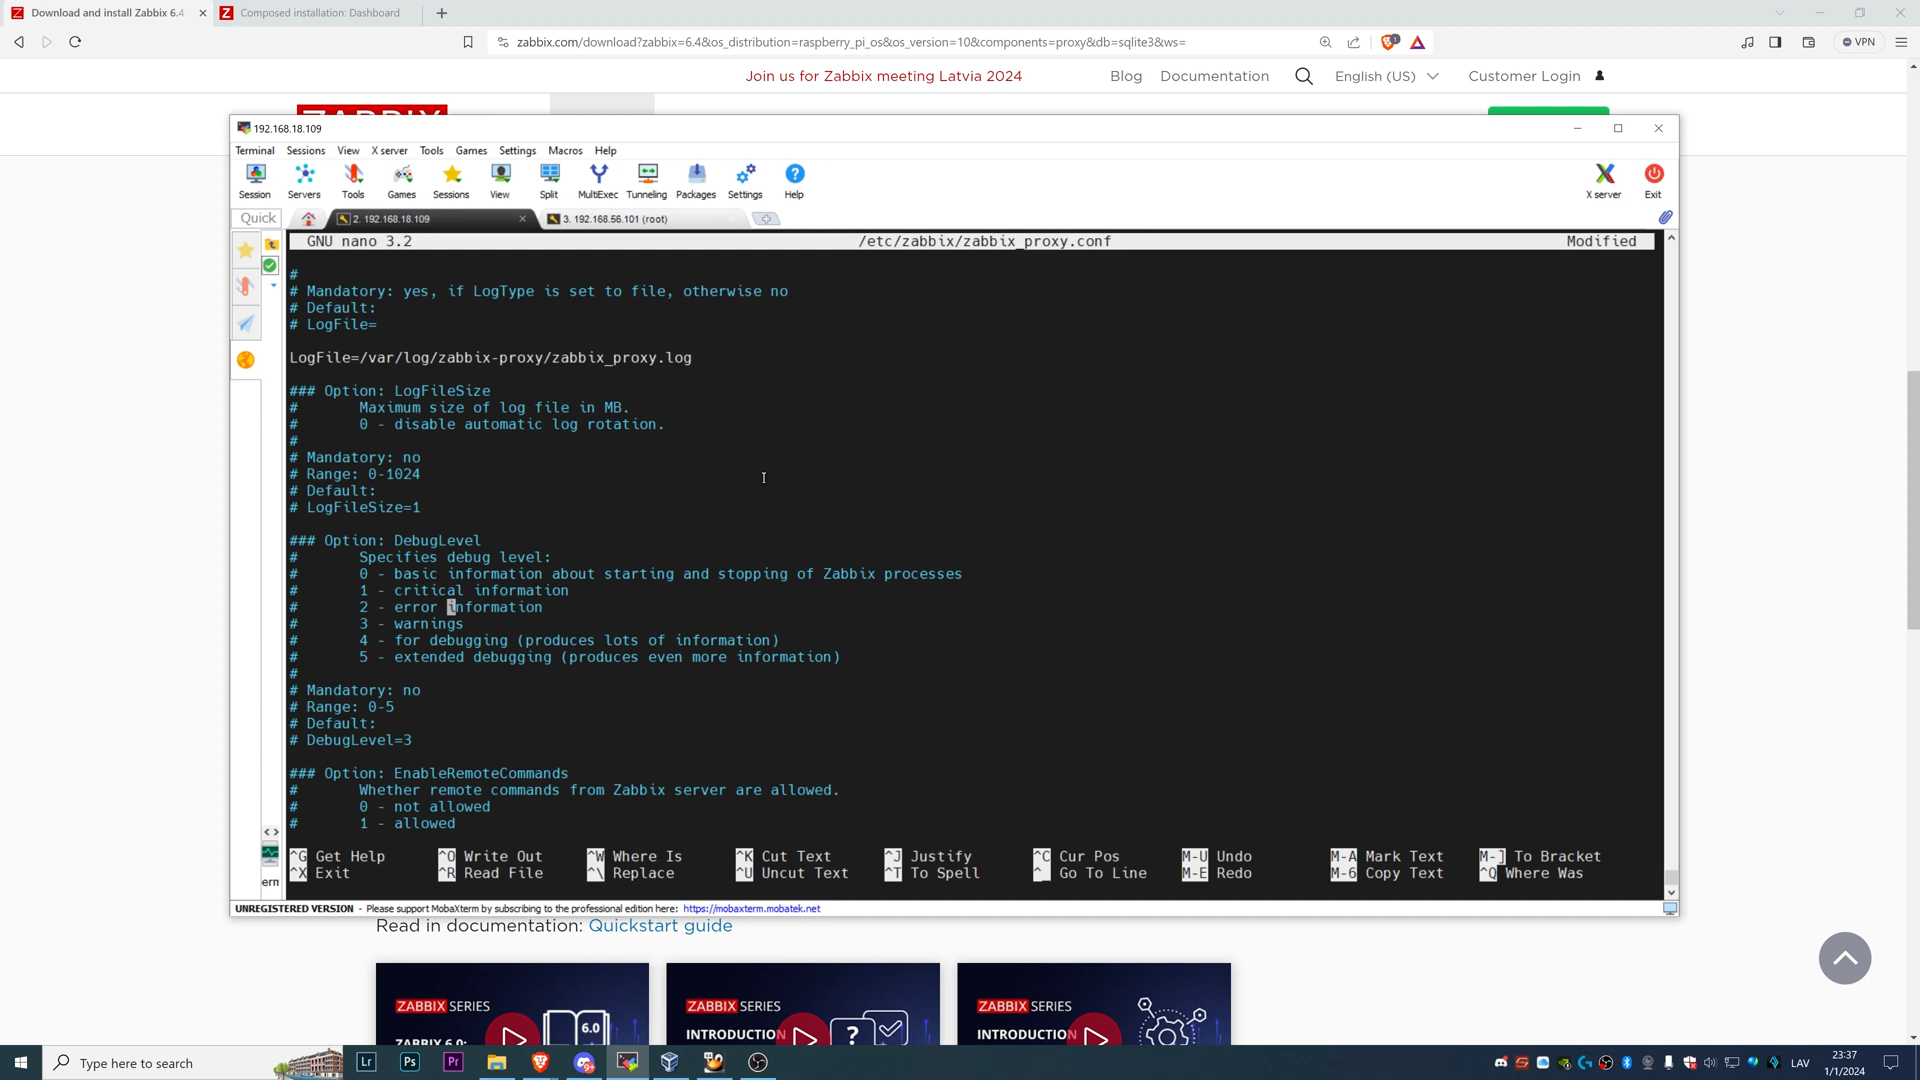 Download and install Zabbix 6.4
Composed installation: Dashboard
zabbix.com/download?zabbix=6.4&os_distribution=raspberry_pi_os&os_version=10&components=proxy&db=sqlite3&ws=
VPN
Join us for Zabbix meeting Latvia 2024
Blog
Documentation
English (US)
Customer Login
ZABBIX
192.168.18.109
Terminal
Sessions
View
X server
Tools
Games
Settings
Macros
Help
Session
Servers
Tools
Games
Sessions
View
Split
MultiExec
Tunneling
Packages
Settings
Help
X server
Exit
Quick
2. 192.168.18.109
3. 192.168.56.101 (root)
GNU nano 3.2
/etc/zabbix/zabbix_proxy.conf
Modified
#
# Mandatory: yes, if LogType is set to file, otherwise no
# Default:
# LogFile=
LogFile=/var/log/zabbix-proxy/zabbix_proxy.log
### Option: LogFileSize
# Maximum size of log file in MB.
# 0 - disable automatic log rotation.
#
# Mandatory: no
# Range: 0-1024
# Default:
# LogFileSize=1
### Option: DebugLevel
# Specifies debug level:
# 0 - basic information about starting and stopping of Zabbix processes
# 1 - critical information
# 2 - error information
# 3 - warnings
# 4 - for debugging (produces lots of information)
# 5 - extended debugging (produces even more information)
#
# Mandatory: no
# Range: 0-5
# Default:
# DebugLevel=3
### Option: EnableRemoteCommands
# Whether remote commands from Zabbix server are allowed.
# 0 - not allowed
# 1 - allowed
^G Get Help ^O Write Out ^W Where Is ^K Cut Text ^J Justify ^C Cur Pos M-U Undo M-A Mark Text M-] To Bracket
^X Exit ^R Read File ^\ Replace ^U Uncut Text ^T To Spell ^_ Go To Line M-E Redo M-6 Copy Text ^Q Where Was
ern
UNREGISTERED VERSION - Please support MobaXterm by subscribing to the professional edition here: https://mobaxterm.mobatek.net
Read in documentation: Quickstart guide
ZABBIX SERIES
ZABBIX 6.0:
6.0
ZABBIX SERIES
INTRODUCTION
?
ZABBIX SERIES
INTRODUCTION
Type here to search
Lr
Ps
Pr
LAV
23:37
1/1/2024